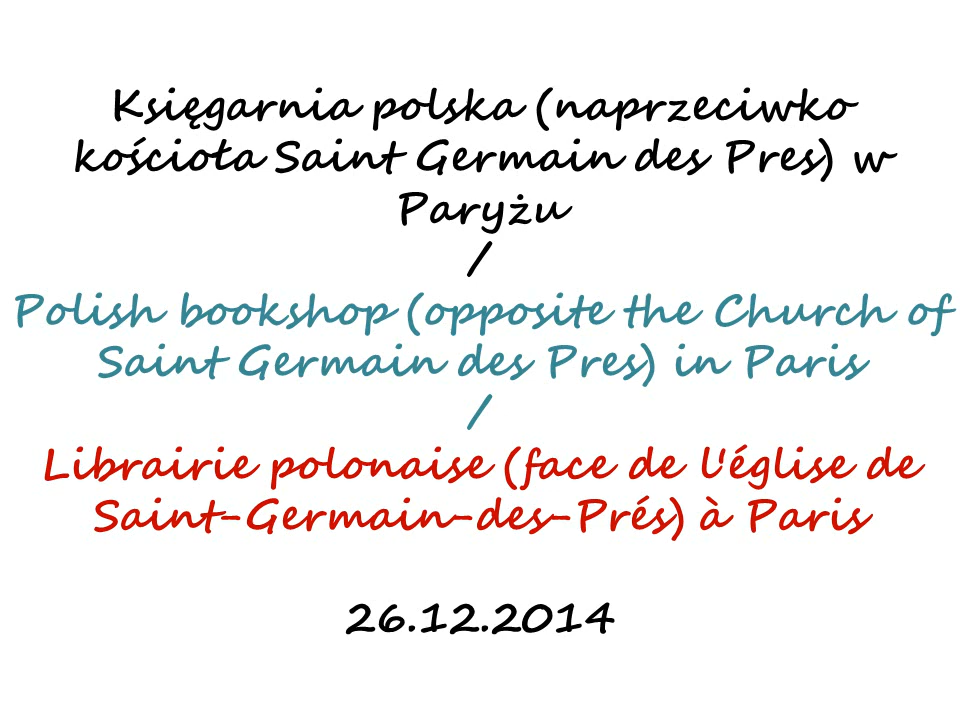 Księgarnia polska (naprzeciwko
kościoła Saint Germain des Pres) w
Paryżu
/
Polish bookshop (opposite the Church of
Saint Germain des Pres) in Paris
/
Librairie polonaise (face de l'église de
Saint-Germain-des-Prés) à Paris
26.12.2014